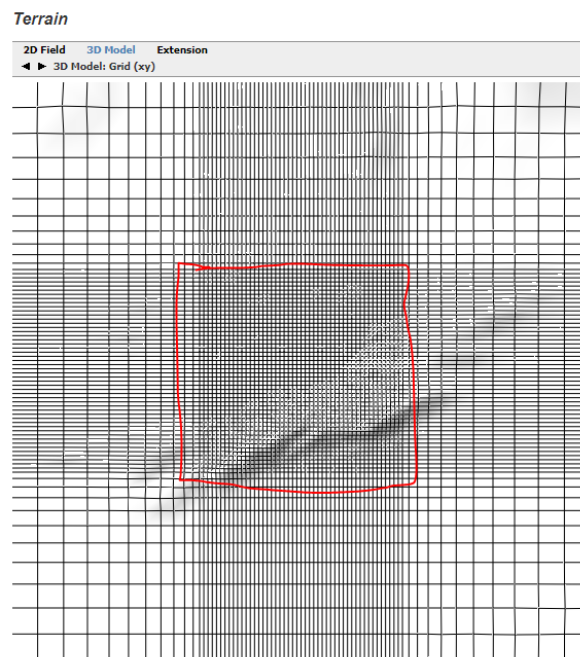 Terrain
2D Field 3D Model Extension
◀ ▶ 3D Model: Grid (xy)